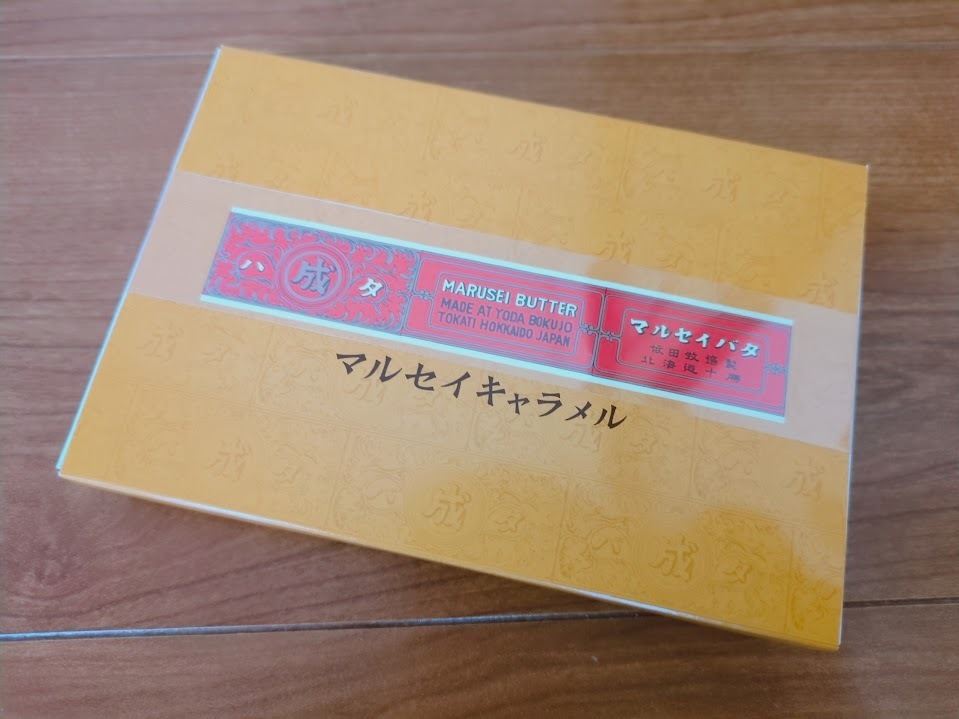 バ 成 タ
MARUSEI BUTTER
MADE AT YODA BOKUJO
TOKATI HOKKAIDO JAPAN
マルセイバタ
依田牧場製
北海道十勝
マルセイキャラメル